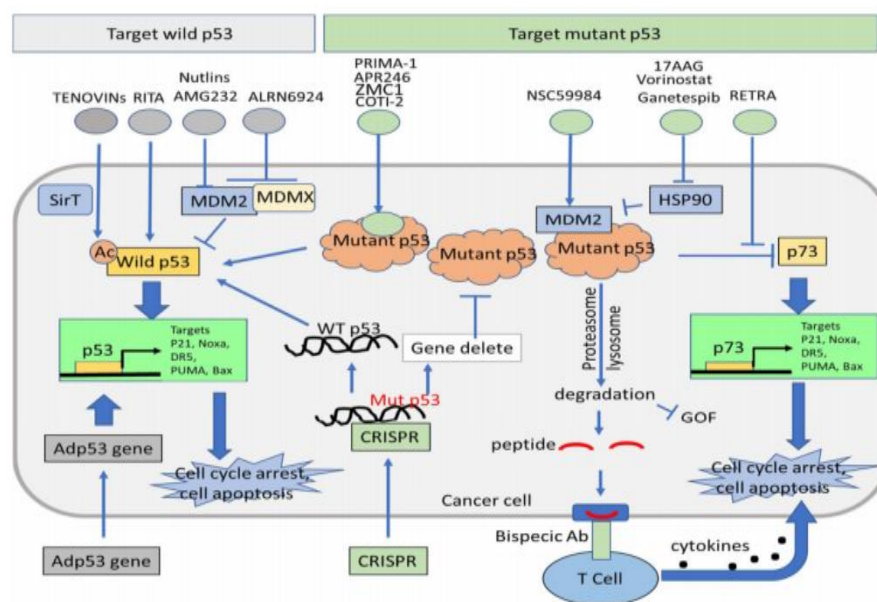 Target wild p53
Target mutant p53
TENOVINs
RITA
Nutlins
AMG232
ALRN6924
PRIMA-1
APR246
ZMC1
COTI-2
NSC59984
17AAG
Vorinostat
Ganetespib
RETRA
SirT
MDM2
MDMX
Ac
Wild p53
Mutant p53
Mutant p53
MDM2
Mutant p53
HSP90
p73
p53
Targets
P21, Noxa,
DR5,
PUMA, Bax
WT p53
Gene delete
Mut p53
CRISPR
Proteasome
lysosome
degradation
GOF
peptide
p73
Targets
P21, Noxa,
DR5,
PUMA, Bax
Adp53 gene
Cell cycle arrest,
cell apoptosis
Cell cycle arrest,
cell apoptosis
Cancer cell
Bispecic Ab
cytokines
T Cell
Adp53 gene
CRISPR